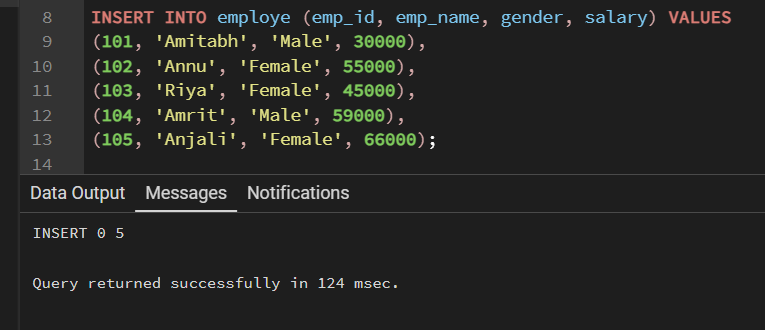 8 INSERT INTO employe (emp_id, emp_name, gender, salary) VALUES
9 (101, 'Amitabh', 'Male', 30000),
10 (102, 'Annu', 'Female', 55000),
11 (103, 'Riya', 'Female', 45000),
12 (104, 'Amrit', 'Male', 59000),
13 (105, 'Anjali', 'Female', 66000);
14
Data Output Messages Notifications
INSERT 0 5
Query returned successfully in 124 msec.